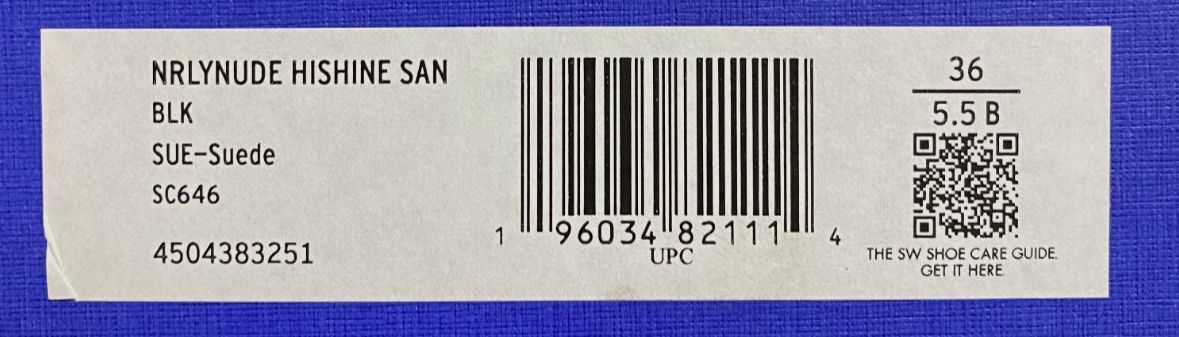 NRLYNUDE HISHINE SAN
BLK
SUE-Suede
SC646
4504383251
1 96034 82111 4
UPC
36
5.5 B
THE SW SHOE CARE GUIDE.
GET IT HERE